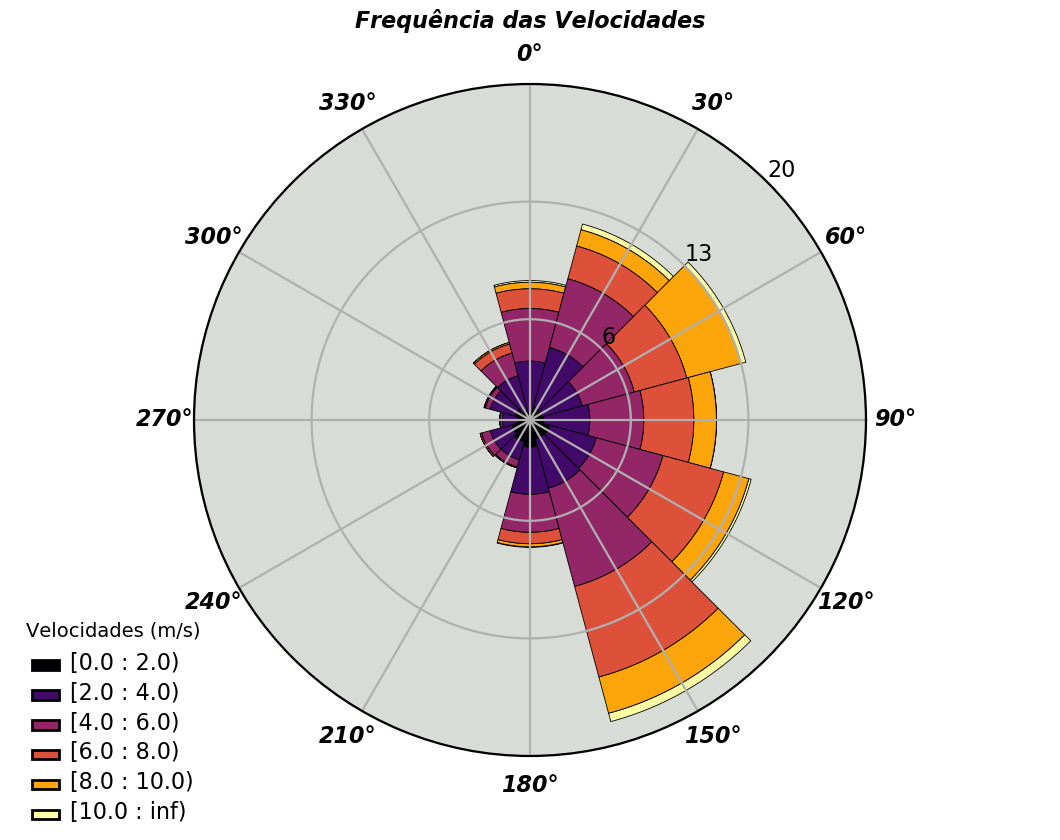 Frequência das Velocidades
0°
330°
30°
20
300°
60°
13
6
270°
90°
240°
120°
210°
150°
180°
Velocidades (m/s)
[0.0 : 2.0)
[2.0 : 4.0)
[4.0 : 6.0)
[6.0 : 8.0)
[8.0 : 10.0)
[10.0 : inf)